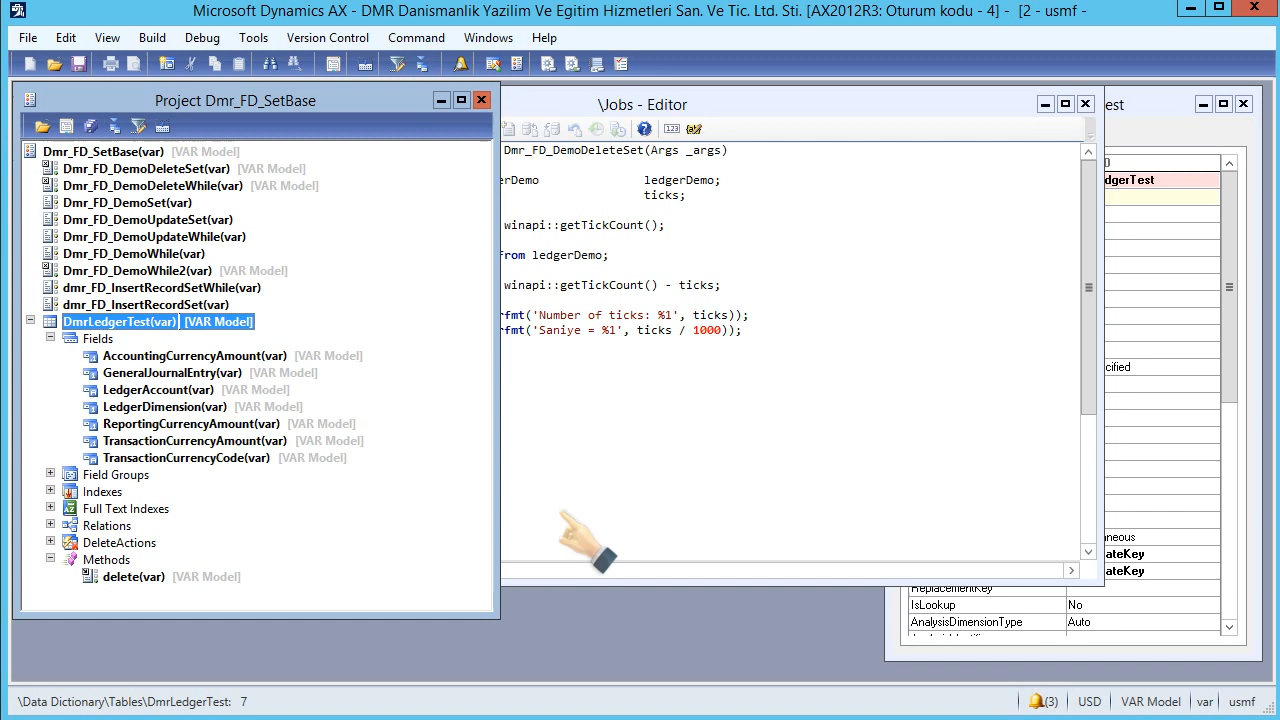 Microsoft Dynamics AX - DMR Danismanlik Yazilim Ve Egitim Hizmetleri San. Ve Tic. Ltd. Sti. [AX2012R3: Oturum kodu - 4] - [2 - usmf -
File Edit View Build Debug Tools Version Control Command Windows Help
Project Dmr_FD_SetBase
Dmr_FD_SetBase(var) [VAR Model]
Dmr_FD_DemoDeleteSet(var) [VAR Model]
Dmr_FD_DemoDeleteWhile(var) [VAR Model]
Dmr_FD_DemoSet(var)
Dmr_FD_DemoUpdateSet(var)
Dmr_FD_DemoUpdateWhile(var)
Dmr_FD_DemoWhile(var)
Dmr_FD_DemoWhile2(var) [VAR Model]
dmr_FD_InsertRecordSetWhile(var)
dmr_FD_InsertRecordSet(var)
DmrLedgerTest(var) [VAR Model]
Fields
AccountingCurrencyAmount(var) [VAR Model]
GeneralJournalEntry(var) [VAR Model]
LedgerAccount(var) [VAR Model]
LedgerDimension(var) [VAR Model]
ReportingCurrencyAmount(var) [VAR Model]
TransactionCurrencyAmount(var) [VAR Model]
TransactionCurrencyCode(var) [VAR Model]
Field Groups
Indexes
Full Text Indexes
Relations
DeleteActions
Methods
delete(var) [VAR Model]
\Jobs - Editor
Dmr_FD_DemoDeleteSet(Args _args)
erDemo ledgerDemo;
ticks;
winapi::getTickCount();
from ledgerDemo;
winapi::getTickCount() - ticks;
rfmt('Number of ticks: %1', ticks));
rfmt('Saniye = %1', ticks / 1000));
est
0
dgerTest
cified
neous
ateKey
ateKey
ReplacementKey
IsLookup No
AnalysisDimensionType Auto
\Data Dictionary\Tables\DmrLedgerTest: 7
(3) USD VAR Model var usmf